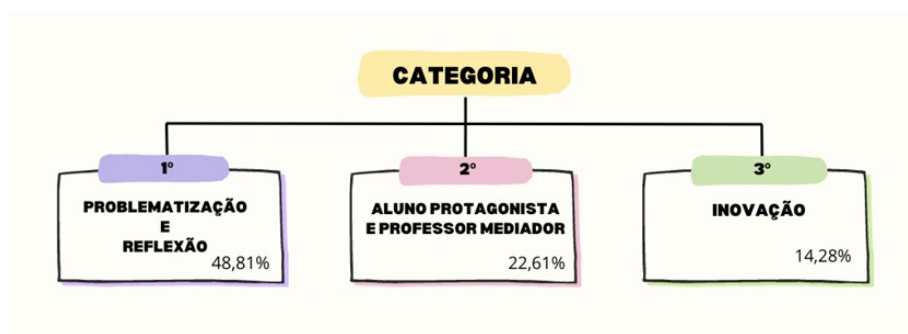 CATEGORIA
1º
PROBLEMATIZAÇÃO
E
REFLEXÃO
48,81%
2º
ALUNO PROTAGONISTA
E PROFESSOR MEDIADOR
22,61%
3º
INOVAÇÃO
14,28%